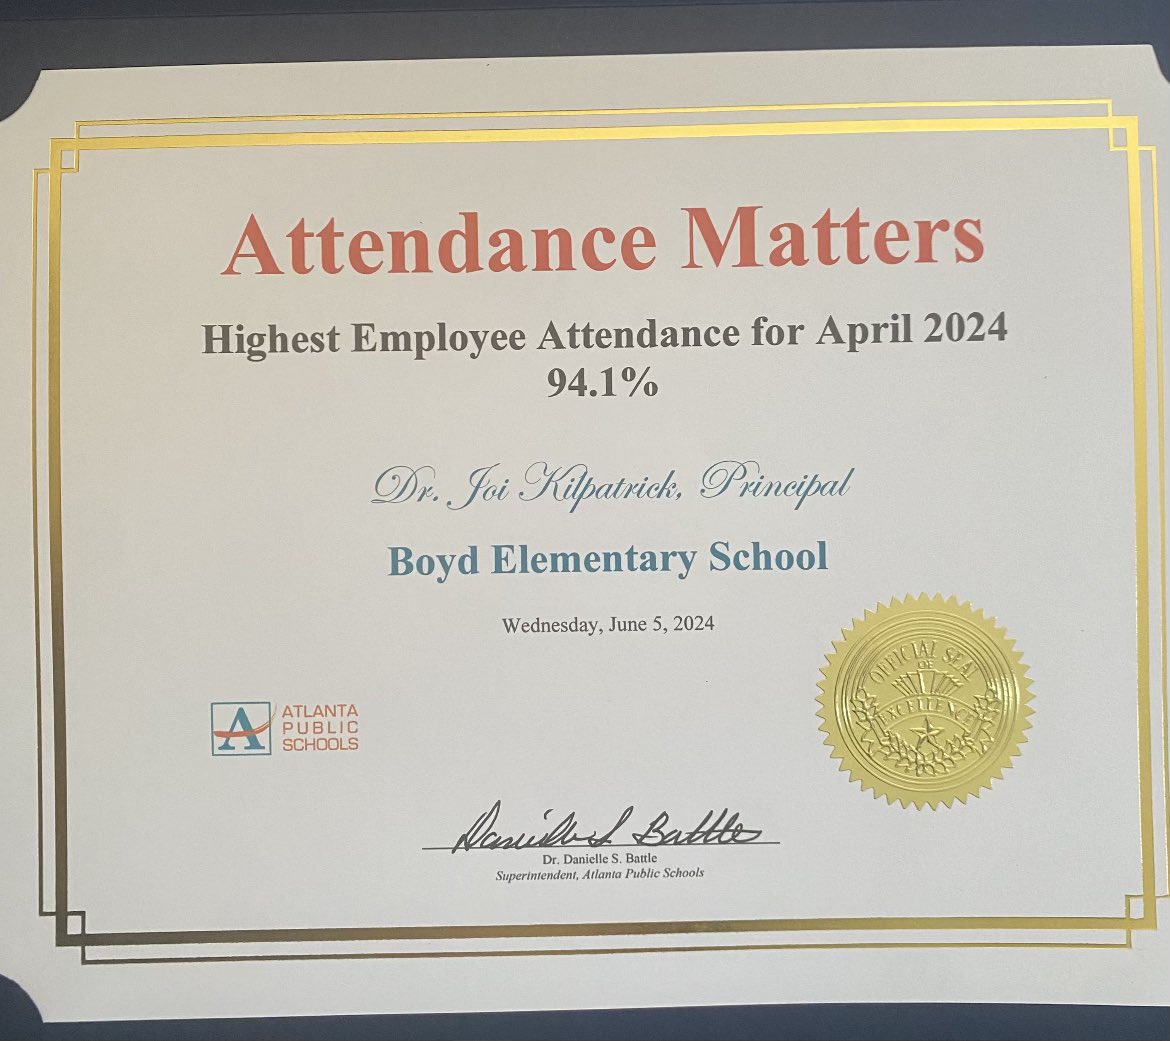 Attendance Matters
Highest Employee Attendance for April 2024
94.1%
Dr. Joi Kilpatrick, Principal
Boyd Elementary School
Wednesday, June 5, 2024
OFFICIAL SEAL
OF
EXCELLENCE
A ATLANTA
PUBLIC
SCHOOLS
Danielle S. Battle
Dr. Danielle S. Battle
Superintendent, Atlanta Public Schools